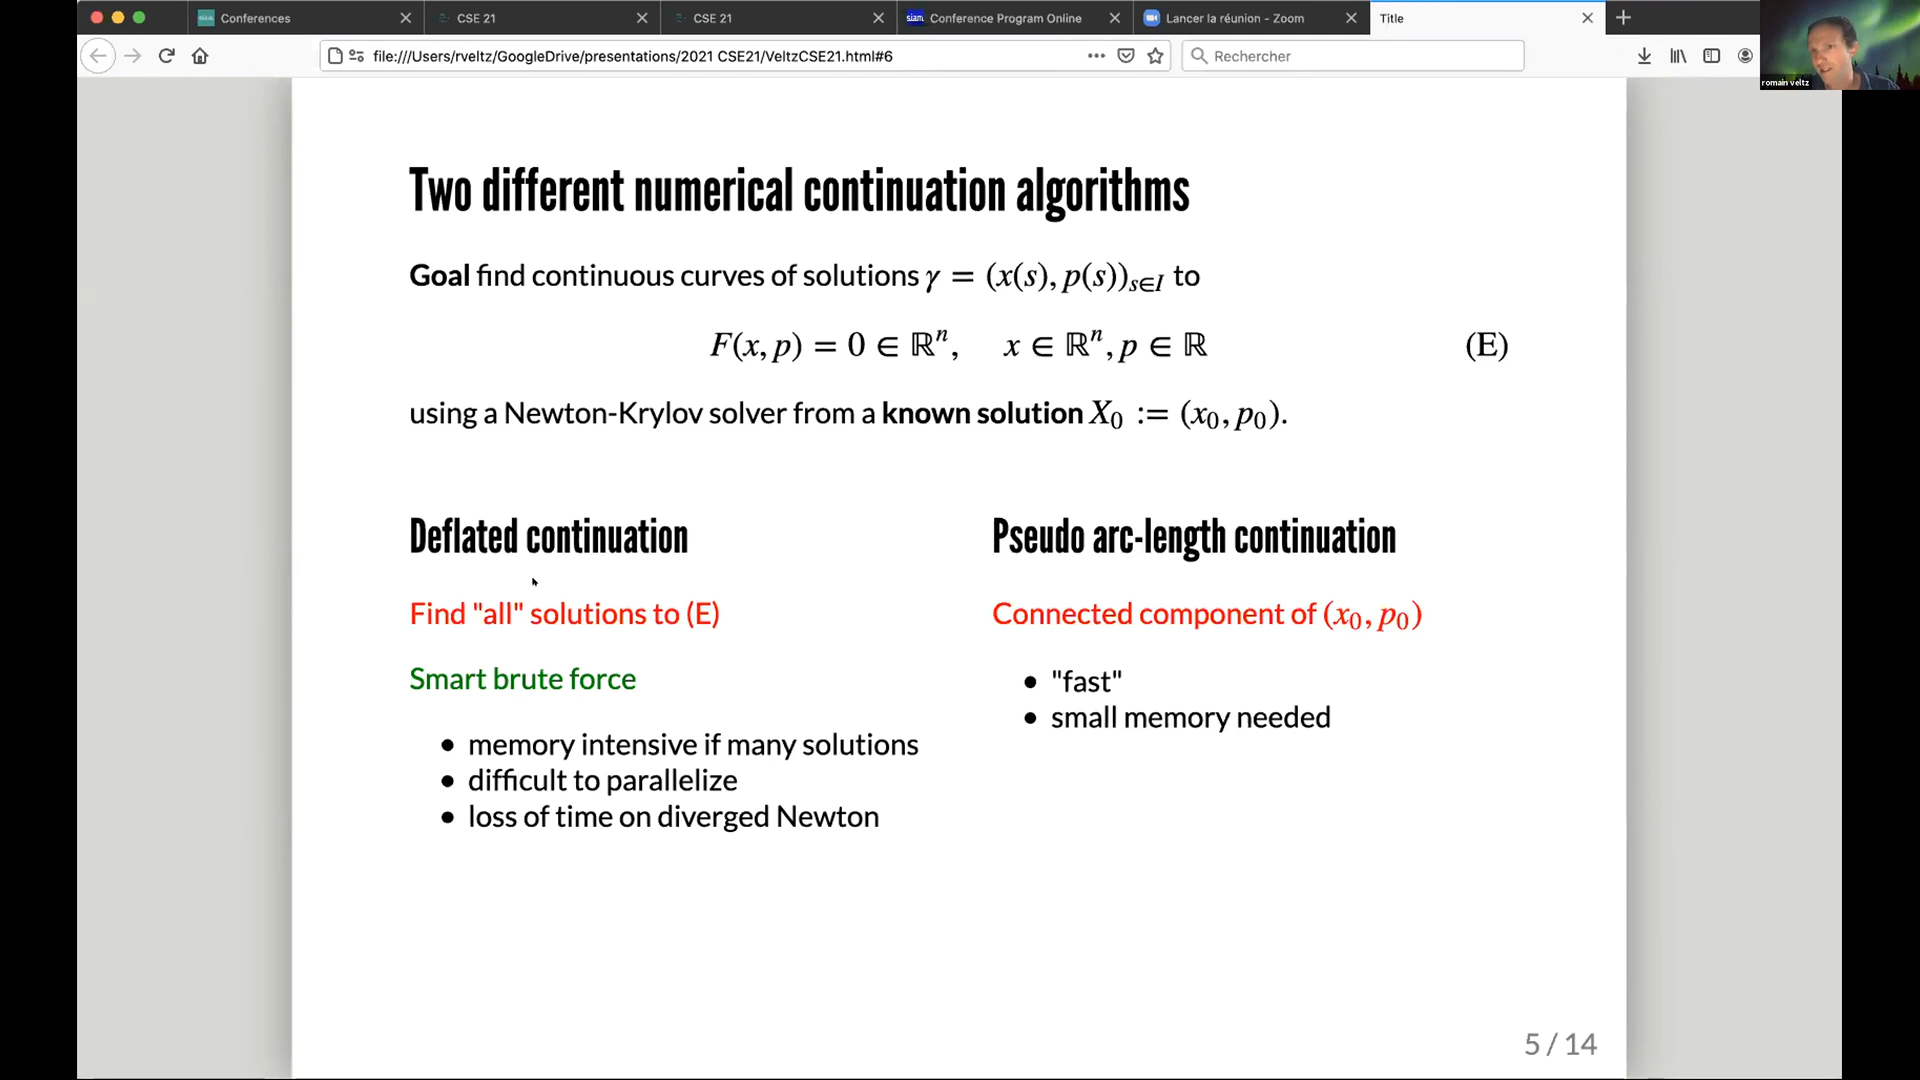 Conferences
CSE 21
CSE 21
siam Conference Program Online
Lancer la réunion - Zoom
Title
file:///Users/rveltz/GoogleDrive/presentations/2021 CSE21/VeltzCSE21.html#6
Rechercher
romain veltz
Two different numerical continuation algorithms
Goal find continuous curves of solutions γ = (x(s), p(s))_{s∈I} to
F(x, p) = 0 ∈ ℝⁿ, x ∈ ℝⁿ, p ∈ ℝ (E)
using a Newton-Krylov solver from a known solution X₀ := (x₀, p₀).
Deflated continuation
Find "all" solutions to (E)
Smart brute force
• memory intensive if many solutions
• difficult to parallelize
• loss of time on diverged Newton
Pseudo arc-length continuation
Connected component of (x₀, p₀)
• "fast"
• small memory needed
5 / 14